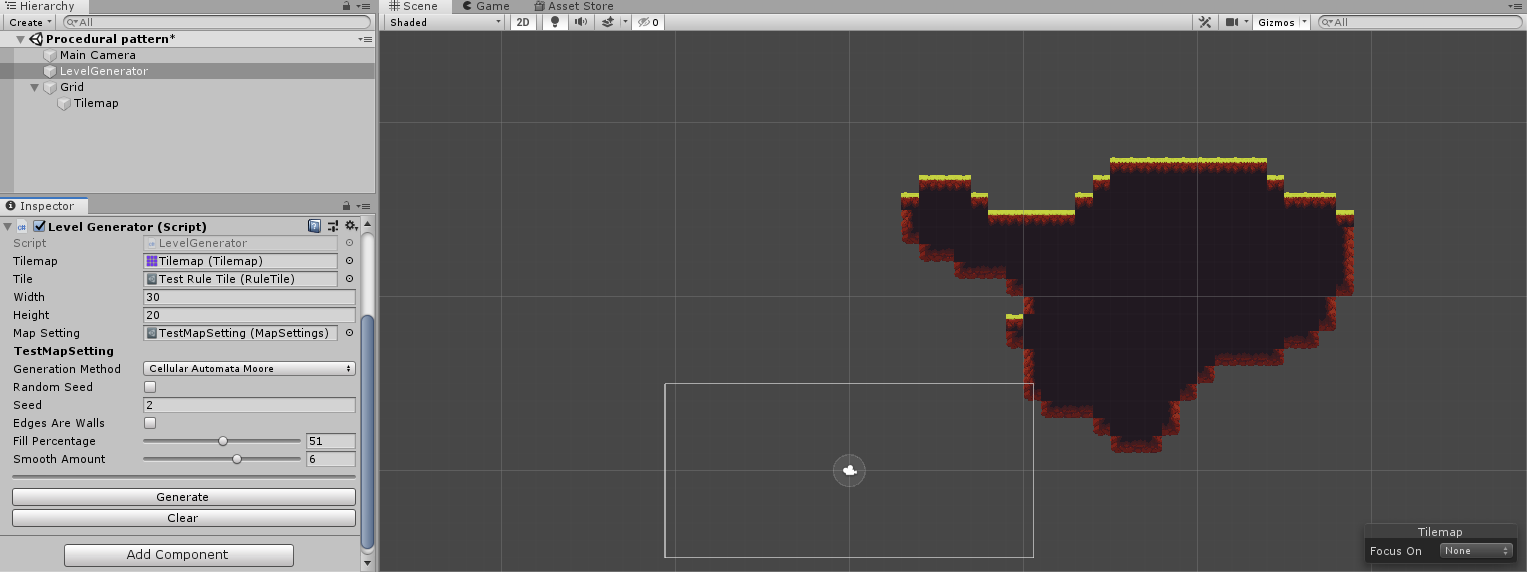 Hierarchy
Create All
Procedural pattern*
Main Camera
LevelGenerator
Grid
Tilemap
Inspector
Level Generator (Script)
Script LevelGenerator
Tilemap Tilemap (Tilemap)
Tile Test Rule Tile (RuleTile)
Width 30
Height 20
Map Setting TestMapSetting (MapSettings)
TestMapSetting
Generation Method Cellular Automata Moore
Random Seed
Seed 2
Edges Are Walls
Fill Percentage 51
Smooth Amount 6
Generate
Clear
Add Component
Scene Game Asset Store
Shaded 2D 0 Gizmos All
Tilemap
Focus On None